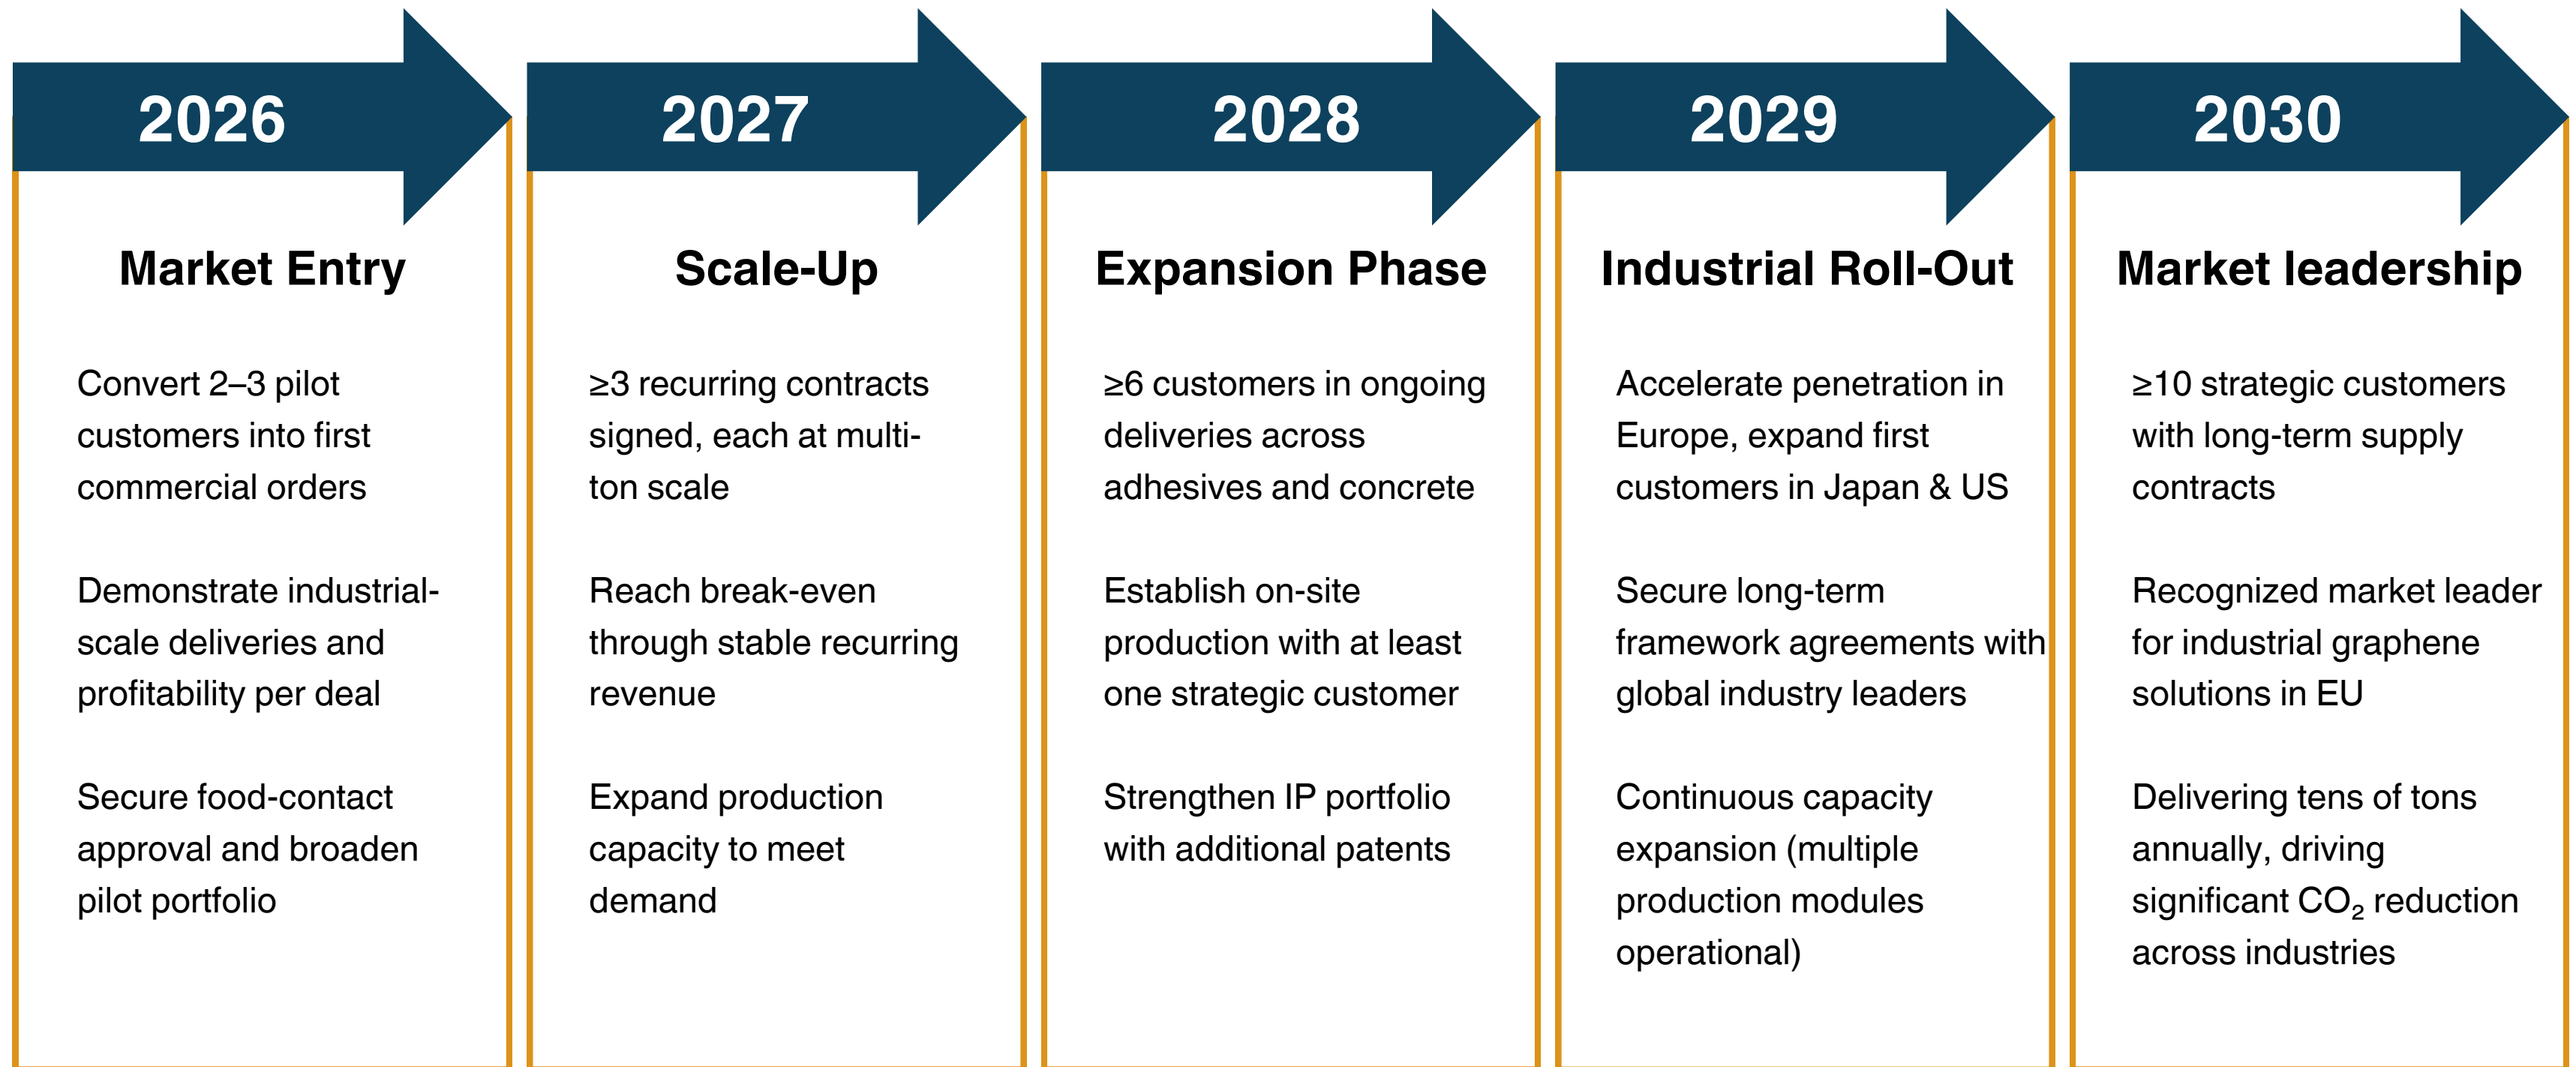 2026
Market Entry
Convert 2–3 pilot
customers into first
commercial orders
Demonstrate industrial-
scale deliveries and
profitability per deal
Secure food-contact
approval and broaden
pilot portfolio
2027
Scale-Up
≥3 recurring contracts
signed, each at multi-
ton scale
Reach break-even
through stable recurring
revenue
Expand production
capacity to meet
demand
2028
Expansion Phase
≥6 customers in ongoing
deliveries across
adhesives and concrete
Establish on-site
production with at least
one strategic customer
Strengthen IP portfolio
with additional patents
2029
Industrial Roll-Out
Accelerate penetration in
Europe, expand first
customers in Japan & US
Secure long-term
framework agreements with
global industry leaders
Continuous capacity
expansion (multiple
production modules
operational)
2030
Market leadership
≥10 strategic customers
with long-term supply
contracts
Recognized market leader
for industrial graphene
solutions in EU
Delivering tens of tons
annually, driving
significant CO₂ reduction
across industries